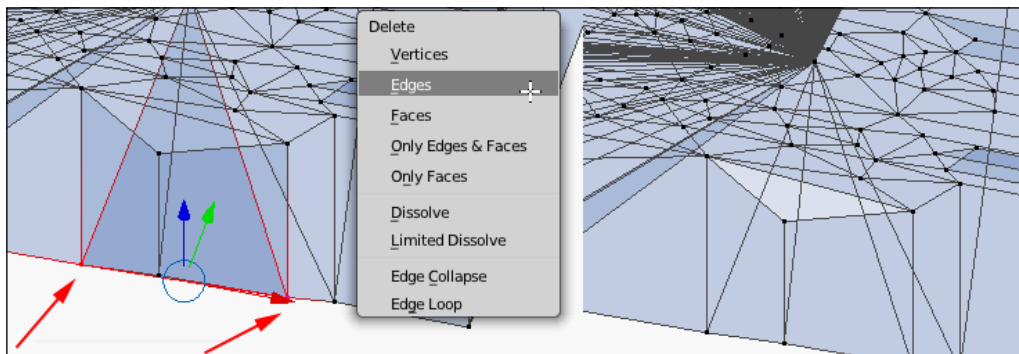 Delete
Vertices
Edges
Faces
Only Edges & Faces
Only Faces
Dissolve
Limited Dissolve
Edge Collapse
Edge Loop